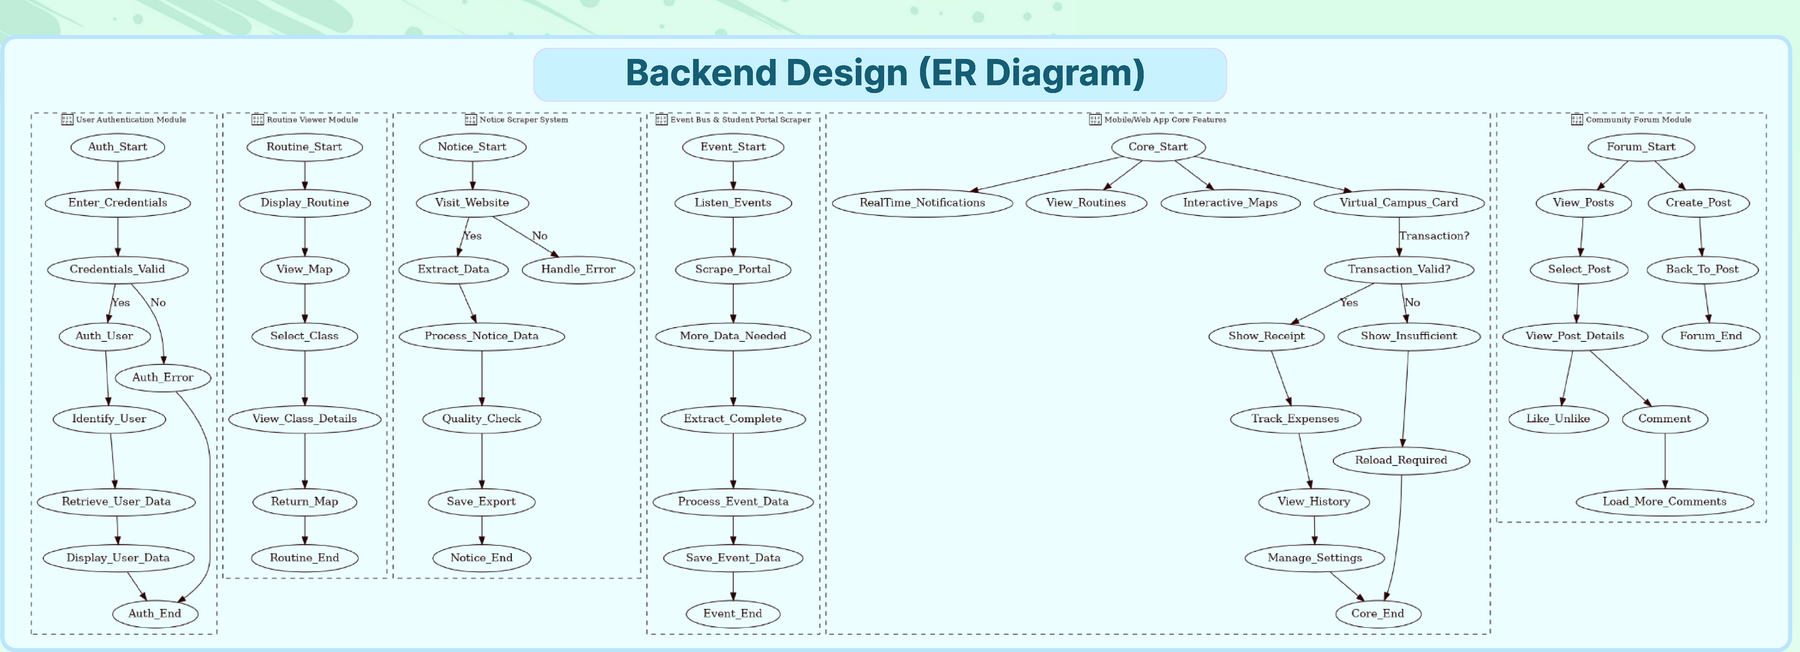 Backend Design (ER Diagram)
User Authentication Module
Auth_Start
Enter_Credentials
Credentials_Valid
Yes
No
Auth_User
Auth_Error
Identify_User
Retrieve_User_Data
Display_User_Data
Auth_End
Routine Viewer Module
Routine_Start
Display_Routine
View_Map
Select_Class
View_Class_Details
Return_Map
Routine_End
Notice Scraper System
Notice_Start
Visit_Website
Yes
No
Extract_Data
Handle_Error
Process_Notice_Data
Quality_Check
Save_Export
Notice_End
Event Bus & Student Portal Scraper
Event_Start
Listen_Events
Scrape_Portal
More_Data_Needed
Extract_Complete
Process_Event_Data
Save_Event_Data
Event_End
Mobile/Web App Core Features
Core_Start
RealTime_Notifications
View_Routines
Interactive_Maps
Virtual_Campus_Card
Transaction?
Transaction_Valid?
Yes
No
Show_Receipt
Show_Insufficient
Track_Expenses
Reload_Required
View_History
Manage_Settings
Core_End
Community Forum Module
Forum_Start
View_Posts
Create_Post
Select_Post
Back_To_Post
View_Post_Details
Forum_End
Like_Unlike
Comment
Load_More_Comments